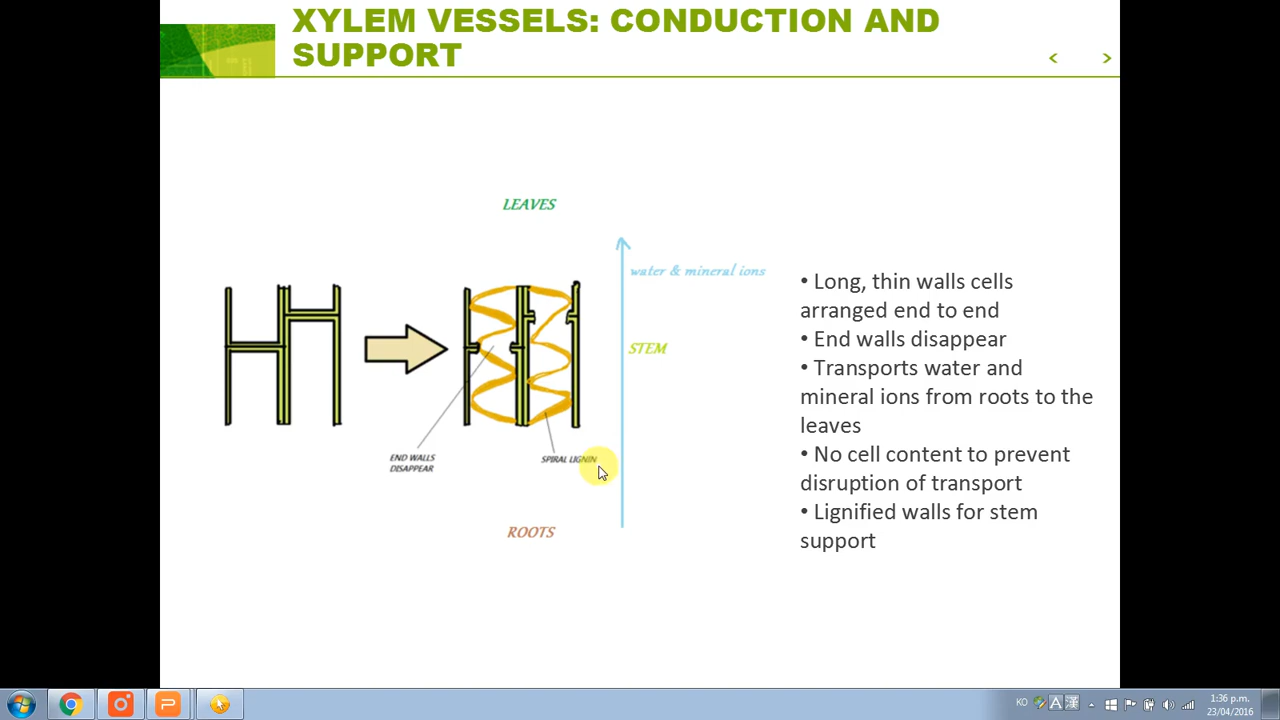 XYLEM VESSELS: CONDUCTION AND
SUPPORT
< >
LEAVES
water & mineral ions
STEM
END WALLS
DISAPPEAR
SPIRAL LIGNIN
ROOTS
• Long, thin walls cells
arranged end to end
• End walls disappear
• Transports water and
mineral ions from roots to the
leaves
• No cell content to prevent
disruption of transport
• Lignified walls for stem
support
KO A 漢
1:36 p.m.
23/04/2016